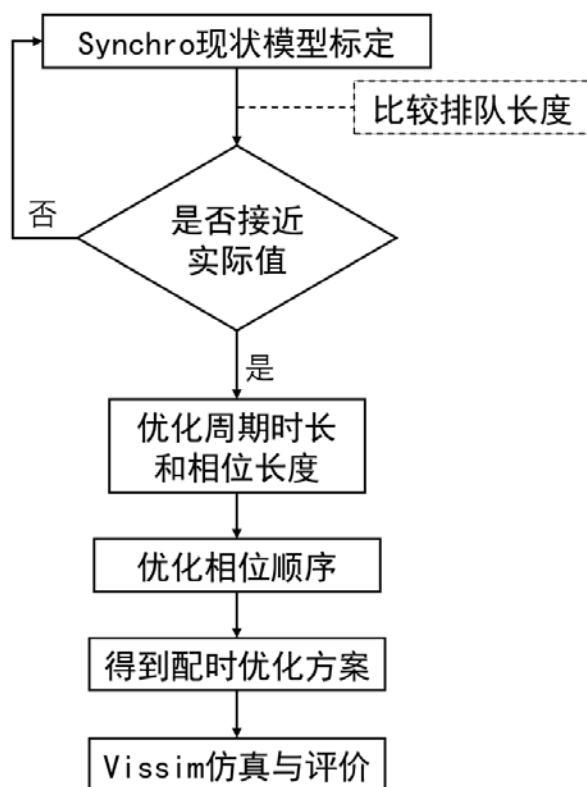 Synchro现状模型标定
比较排队长度
是否接近
实际值
否
是
优化周期时长
和相位长度
优化相位顺序
得到配时优化方案
Vissim仿真与评价